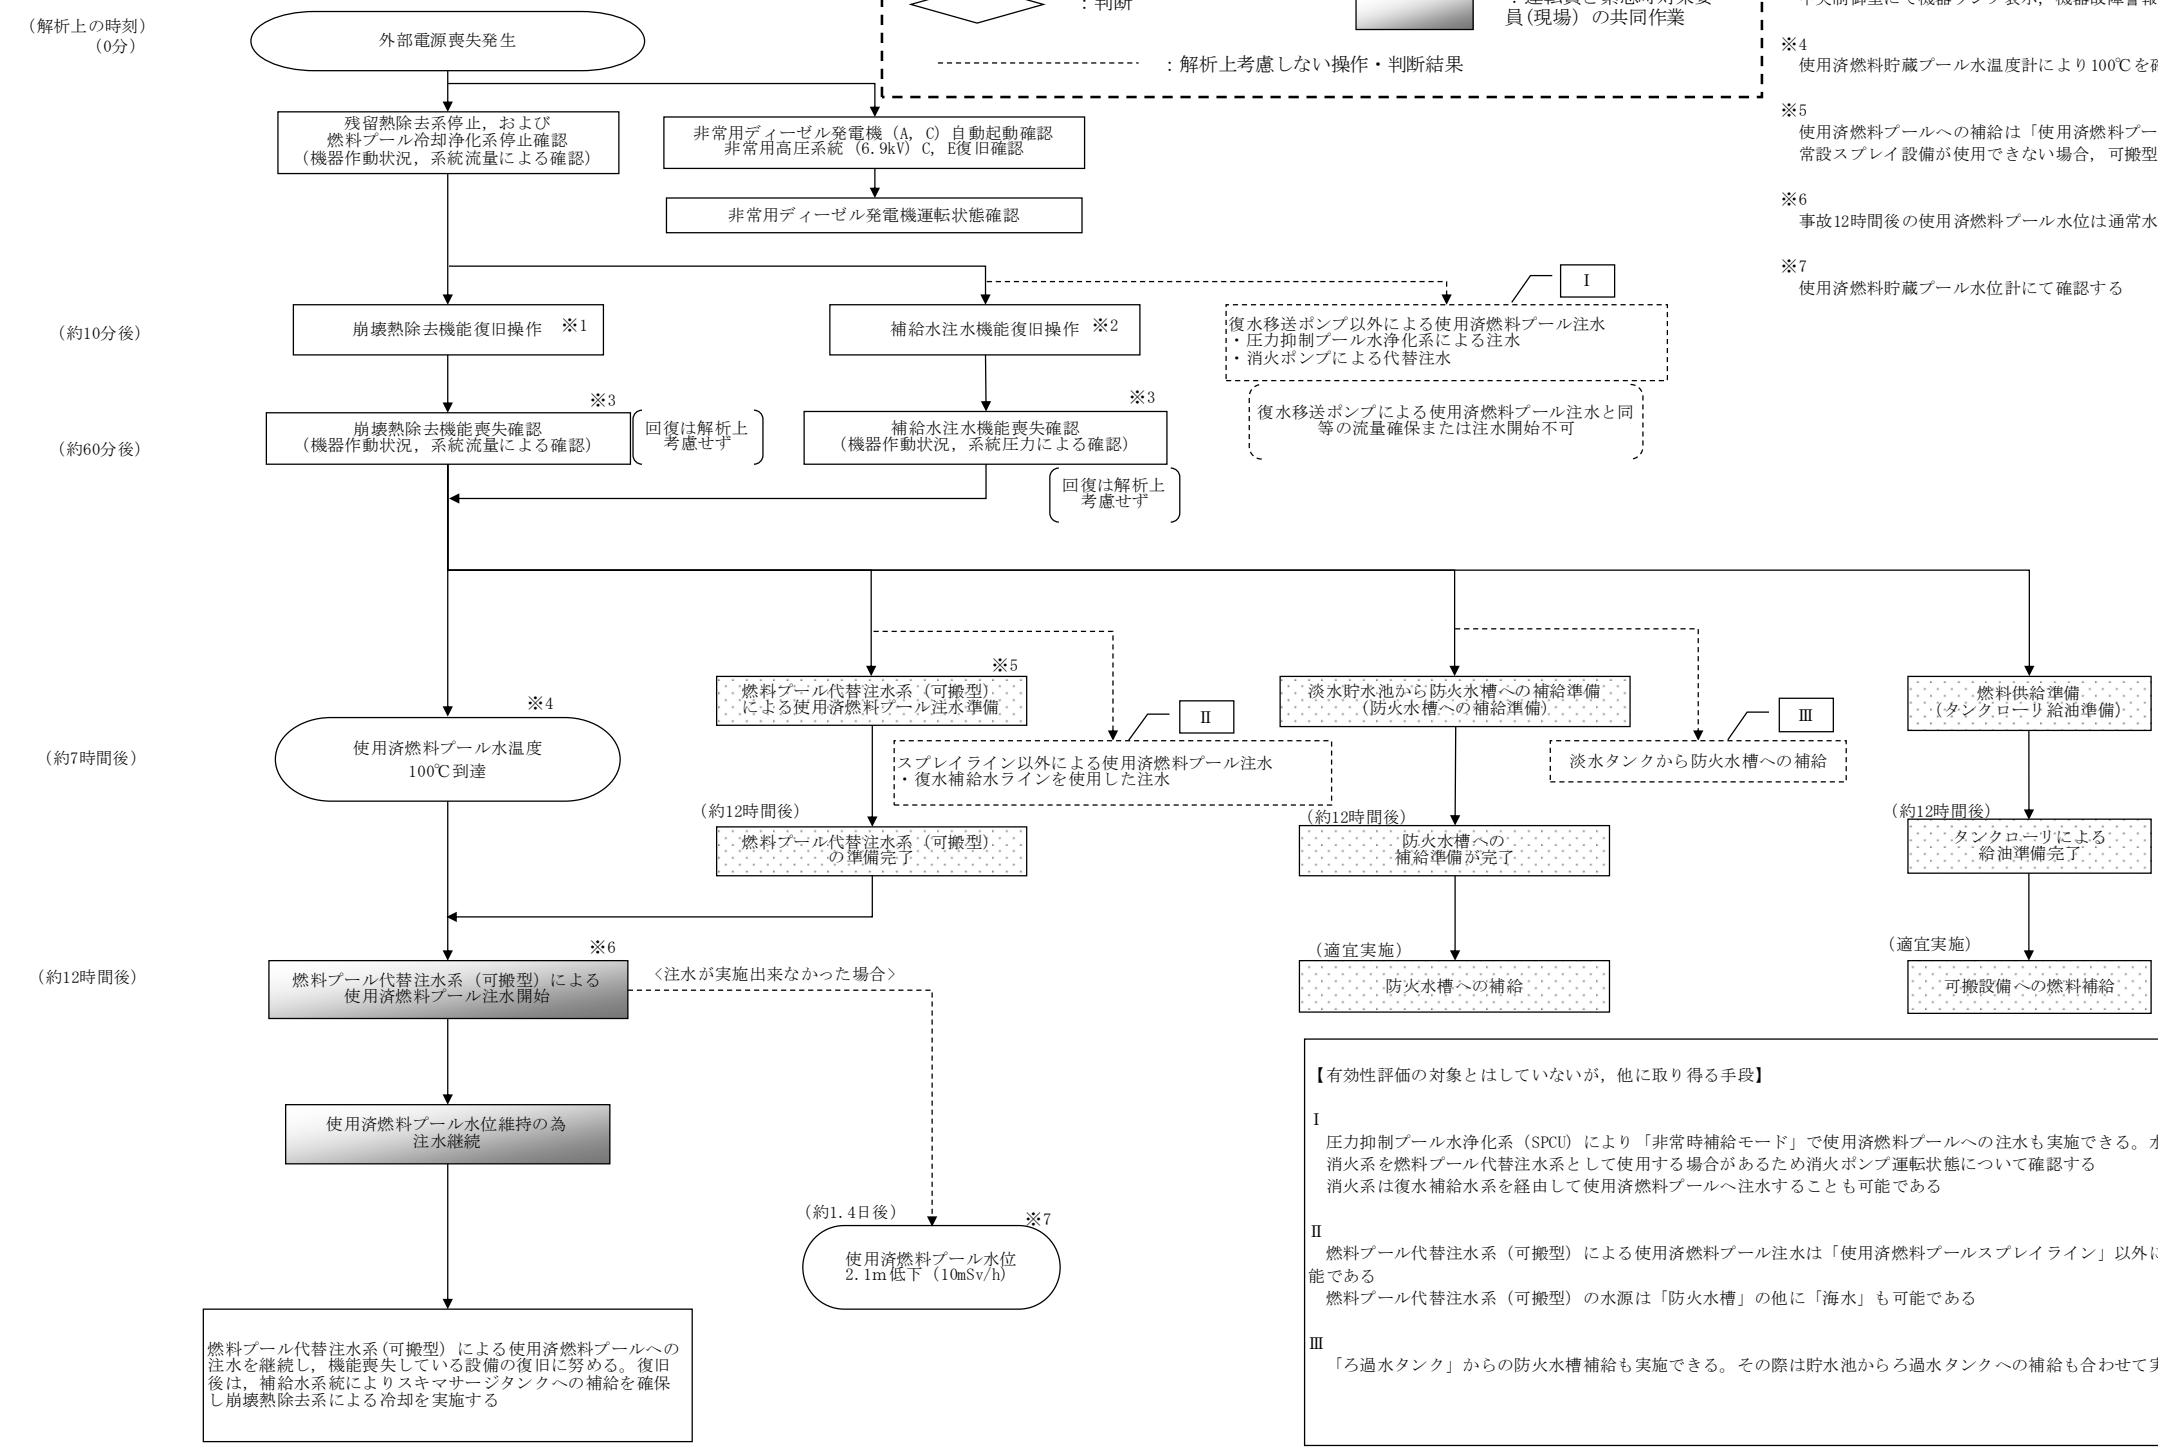 (解析上の時刻)
(0分)
外部電源喪失発生
：判断
員(現場)の共同作業
：解析上考慮しない操作・判断結果
※4
使用済燃料貯蔵プール水温度計により100℃を
※5
使用済燃料プールへの補給は「使用済燃料プー
常設スプレイ設備が使用できない場合，可搬型
※6
事故12時間後の使用済燃料プール水位は通常水
※7
使用済燃料貯蔵プール水位計にて確認する
残留熱除去系停止，および
燃料プール冷却浄化系停止確認
(機器作動状況，系統流量による確認)
非常用ディーゼル発電機 (A, C) 自動起動確認
非常用高圧系統 (6.9kV) C, E復旧確認
非常用ディーゼル発電機運転状態確認
(約10分後)
崩壊熱除去機能復旧操作 ※1
補給水注水機能復旧操作 ※2
Ⅰ
復水移送ポンプ以外による使用済燃料プール注水
・圧力抑制プール水浄化系による注水
・消火ポンプによる代替注水
復水移送ポンプによる使用済燃料プール注水と同
等の流量確保または注水開始不可
(約60分後)
※3
崩壊熱除去機能喪失確認
(機器作動状況，系統流量による確認)
回復は解析上
考慮せず
※3
補給水注水機能喪失確認
(機器作動状況，系統圧力による確認)
回復は解析上
考慮せず
(約7時間後)
※4
使用済燃料プール水温度
100℃到達
※5
燃料プール代替注水系 (可搬型)
による使用済燃料プール注水準備
Ⅱ
スプレイライン以外による使用済燃料プール注水
・復水補給水ラインを使用した注水
(約12時間後)
燃料プール代替注水系 (可搬型)
の準備完了
淡水貯水池から防火水槽への補給準備
(防火水槽への補給準備)
Ⅲ
淡水タンクから防火水槽への補給
(約12時間後)
防火水槽への
補給準備が完了
(適宜実施)
防火水槽への補給
燃料供給準備
(タンクローリ給油準備)
(約12時間後)
タンクローリによる
給油準備完了
(適宜実施)
可搬設備への燃料補給
(約12時間後)
※6
燃料プール代替注水系 (可搬型) による
使用済燃料プール注水開始
<注水が実施出来なかった場合>
使用済燃料プール水位維持の為
注水継続
(約1.4日後)
※7
使用済燃料プール水位
2.1m低下 (10mSv/h)
燃料プール代替注水系(可搬型) による使用済燃料プールへの
注水を継続し，機能喪失している設備の復旧に努める。復旧
後は，補給水系統によりスキマサージタンクへの補給を確保
し崩壊熱除去系による冷却を実施する
【有効性評価の対象とはしていないが，他に取り得る手段】
Ⅰ
圧力抑制プール水浄化系 (SPCU) により「非常時補給モード」で使用済燃料プールへの注水も実施できる。水
消火系を燃料プール代替注水系として使用する場合があるため消火ポンプ運転状態について確認する
消火系は復水補給水系を経由して使用済燃料プールへ注水することも可能である
Ⅱ
燃料プール代替注水系 (可搬型) による使用済燃料プール注水は「使用済燃料プールスプレイライン」以外に
能である
燃料プール代替注水系 (可搬型) の水源は「防火水槽」の他に「海水」も可能である
Ⅲ
「ろ過水タンク」からの防火水槽補給も実施できる。その際は貯水池からろ過水タンクへの補給も合わせて実